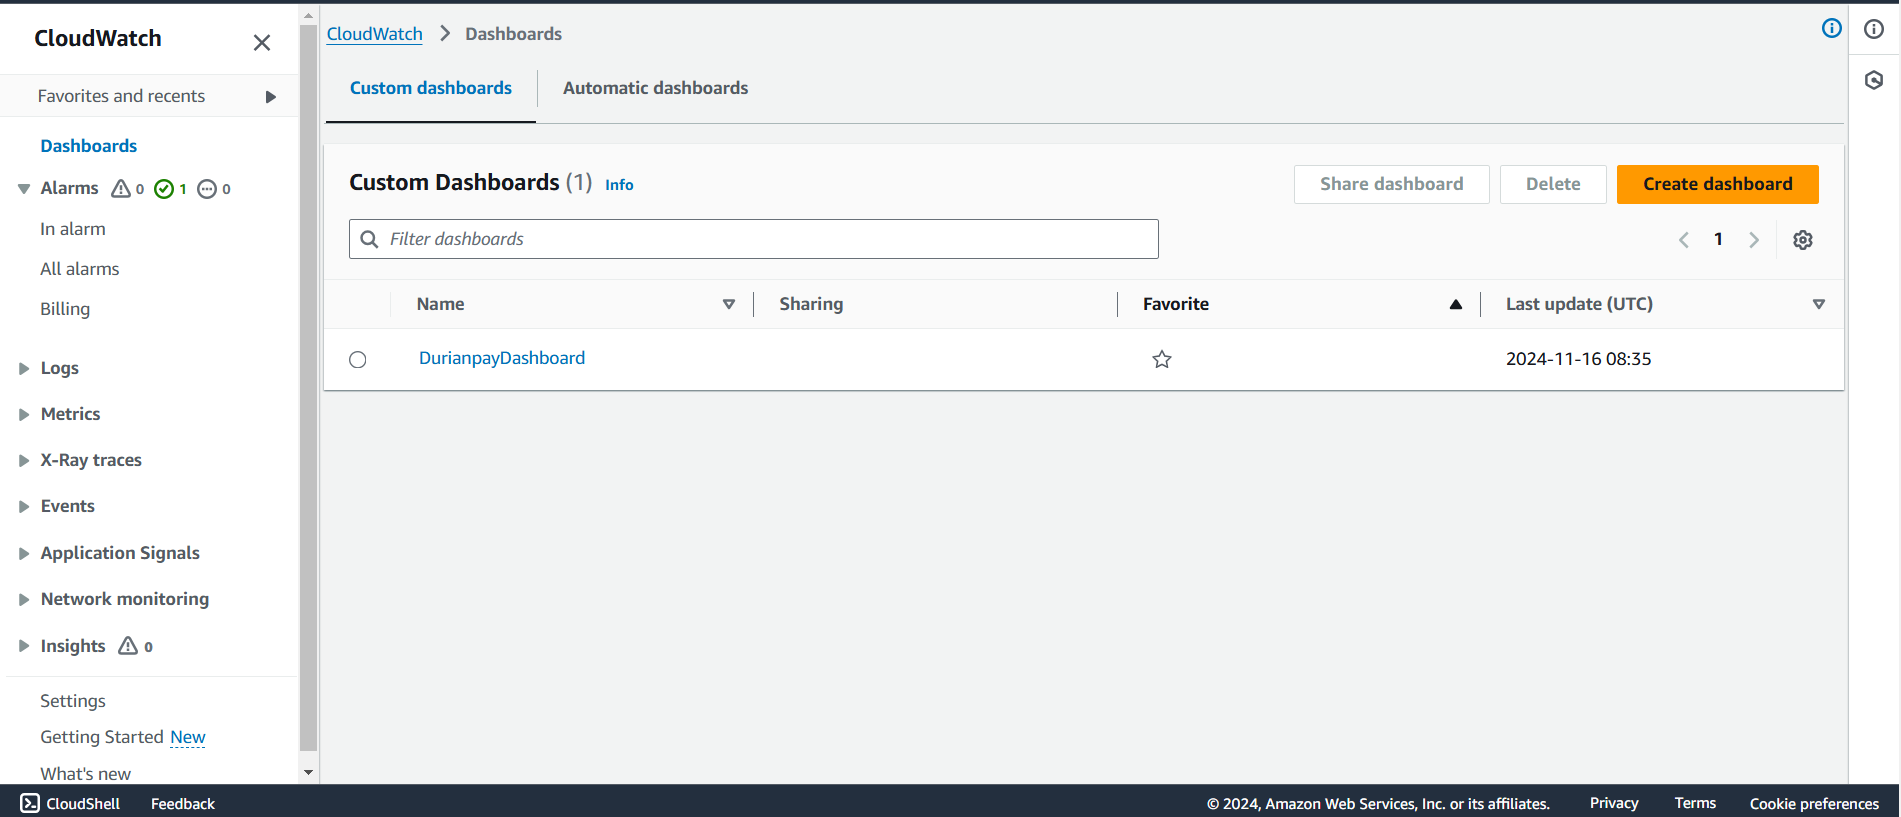 CloudWatch
Favorites and recents
Dashboards
Alarms 0 1 0
In alarm
All alarms
Billing
Logs
Metrics
X-Ray traces
Events
Application Signals
Network monitoring
Insights 0
Settings
Getting Started New
What's new
CloudWatch Dashboards
Custom dashboards Automatic dashboards
Custom Dashboards (1) Info
Share dashboard Delete Create dashboard
Filter dashboards
1
Name Sharing Favorite Last update (UTC)
DurianpayDashboard 2024-11-16 08:35
CloudShell Feedback © 2024, Amazon Web Services, Inc. or its affiliates. Privacy Terms Cookie preferences